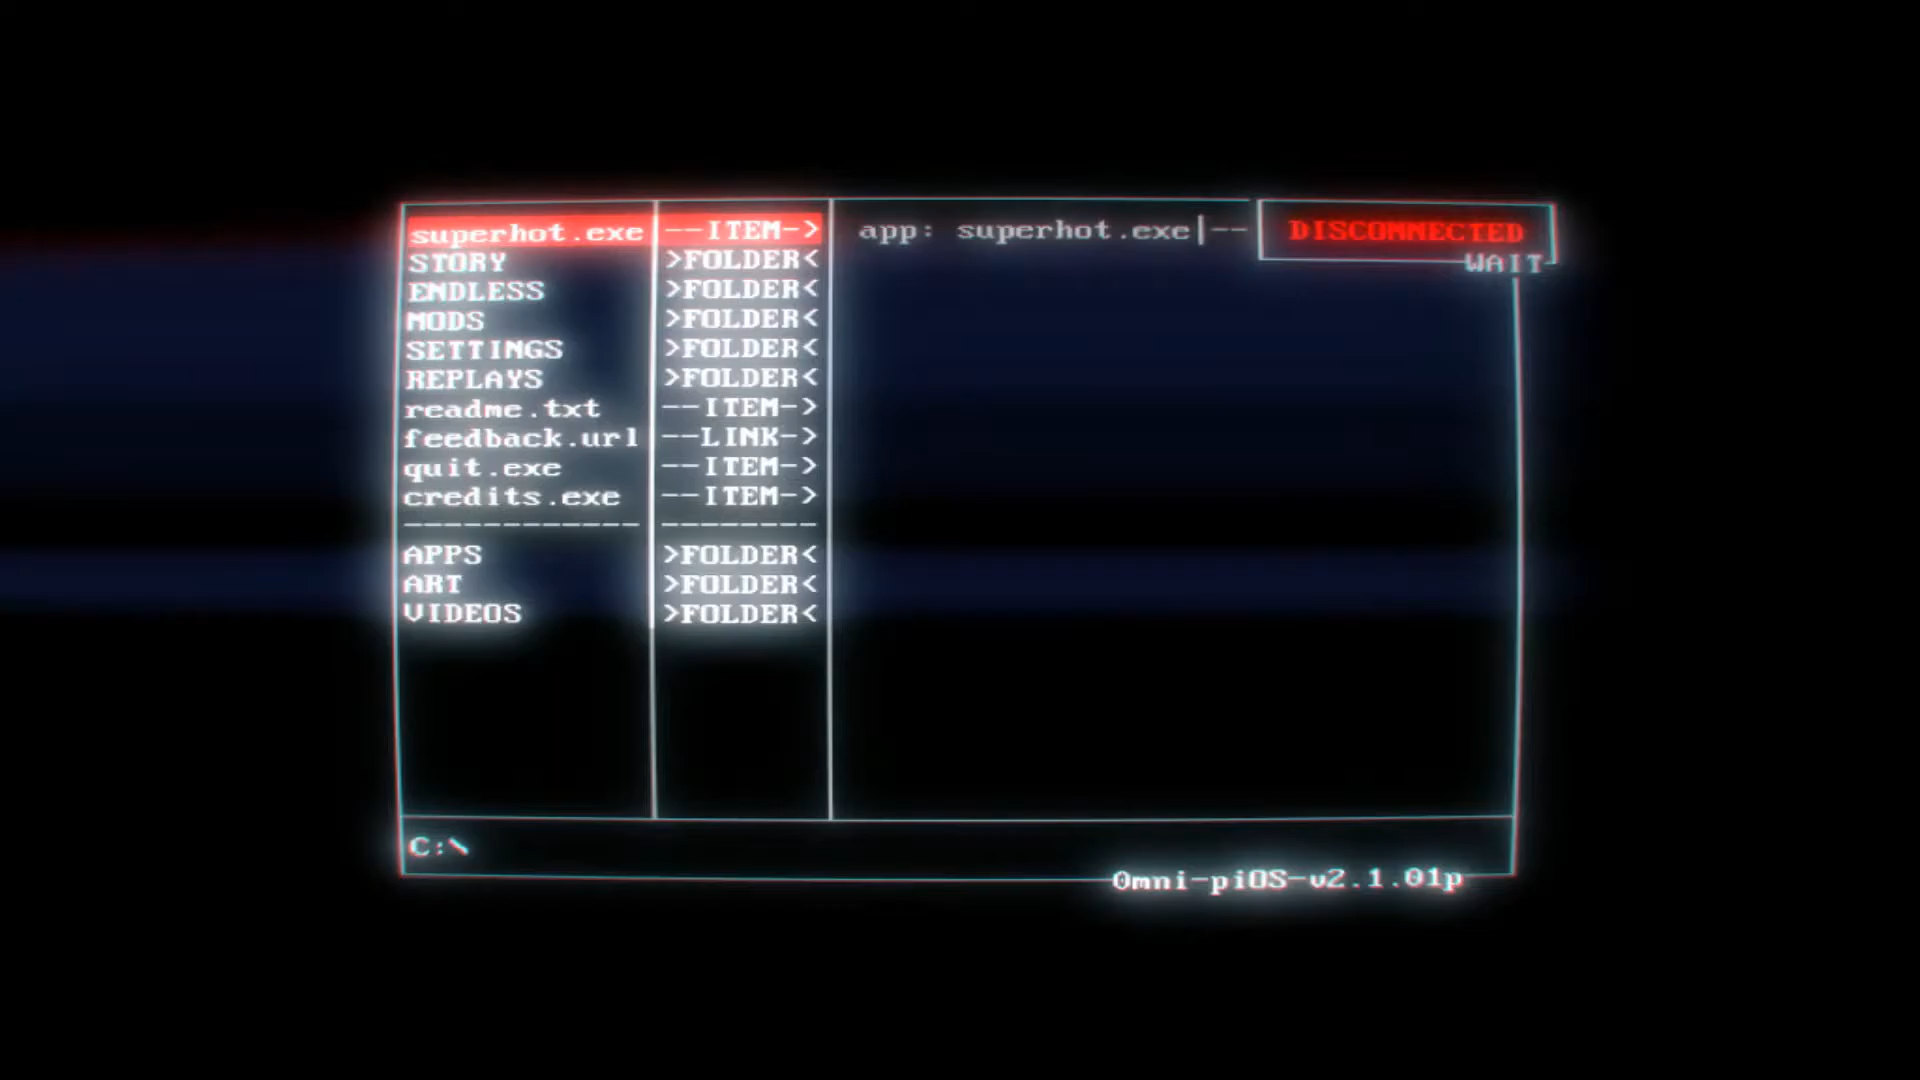 superhot.exe --ITEM-> app: superhot.exe|-- DISCONNECTED
STORY >FOLDER< WAIT
ENDLESS >FOLDER<
MODS >FOLDER<
SETTINGS >FOLDER<
REPLAYS >FOLDER<
readme.txt --ITEM->
feedback.url --LINK->
quit.exe --ITEM->
credits.exe --ITEM->
------------ --------
APPS >FOLDER<
ART >FOLDER<
VIDEOS >FOLDER<
C:\
0mni-piOS-v2.1.01p